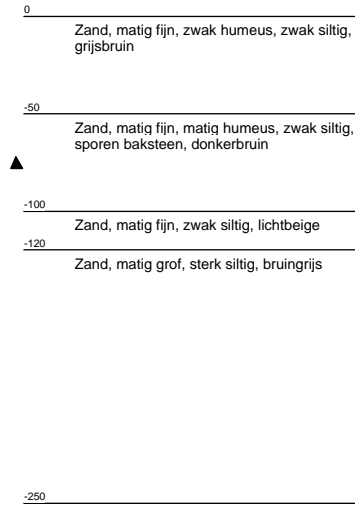 0
Zand, matig fijn, zwak humeus, zwak siltig,
grijsbruin
-50
Zand, matig fijn, matig humeus, zwak siltig,
sporen baksteen, donkerbruin
-100
Zand, matig fijn, zwak siltig, lichtbeige
-120
Zand, matig grof, sterk siltig, bruingrijs
-250